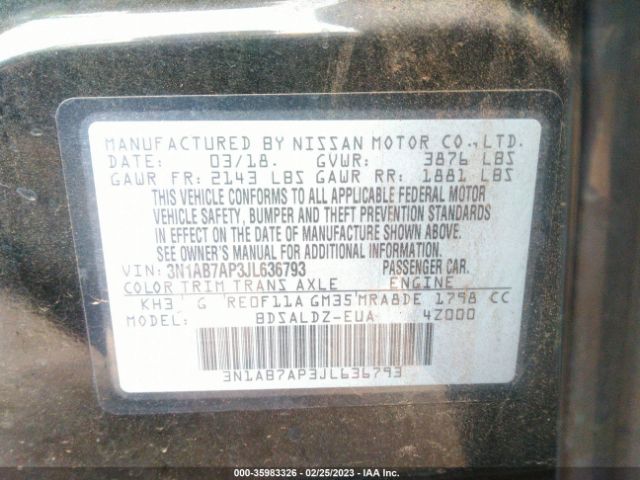 MANUFACTURED BY NISSAN MOTOR CO., LTD.
DATE: 03/18. GVWR: 3876 LBS
GAWR FR: 2143 LBS GAWR RR: 1881 LBS
THIS VEHICLE CONFORMS TO ALL APPLICABLE FEDERAL MOTOR
VEHICLE SAFETY, BUMPER AND THEFT PREVENTION STANDARDS
IN EFFECT ON THE DATE OF MANUFACTURE SHOWN ABOVE.
SEE OWNER'S MANUAL FOR ADDITIONAL INFORMATION.
VIN: 3N1AB7AP3JL636793 PASSENGER CAR.
COLOR TRIM TRANS AXLE ENGINE
KH3 G RE0F11A GM35 MRA8DE 1798 CC
MODEL: BDSALDZ-EUA 4Z000
3N1AB7AP3JL636793
000-35983326 - 02/25/2023 - IAA Inc.